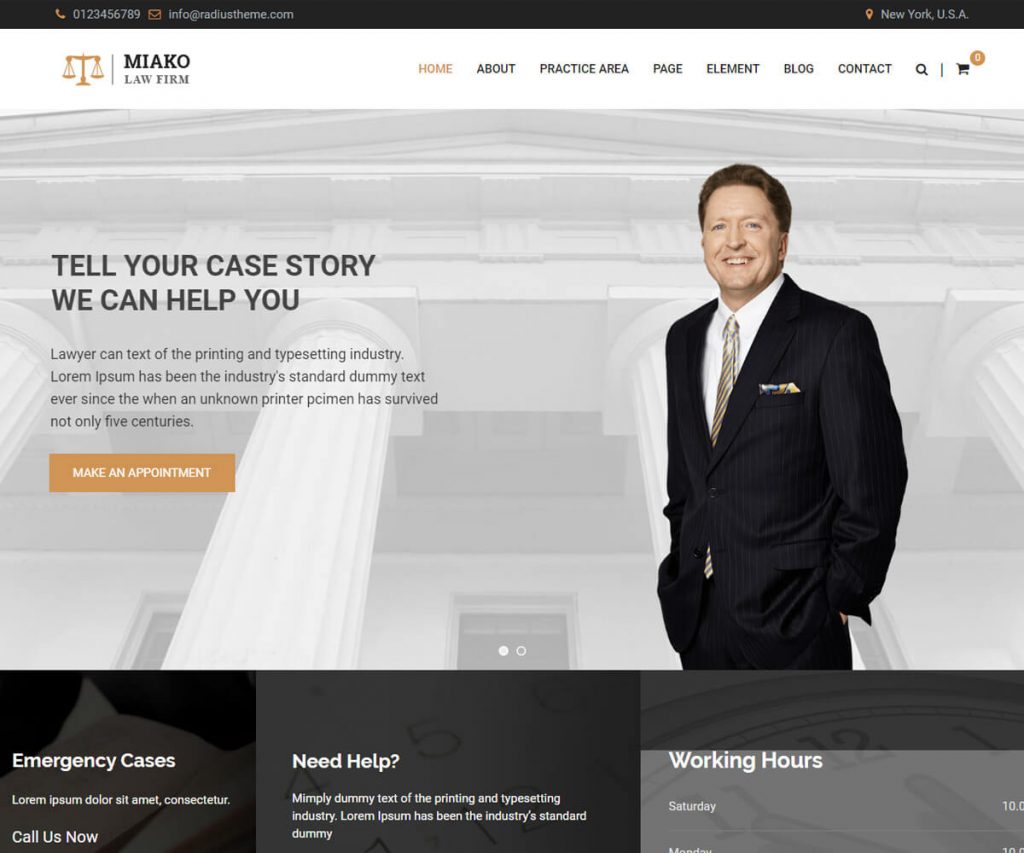 0123456789 info@radiustheme.com New York, U.S.A.
MIAKO
LAW FIRM
HOME ABOUT PRACTICE AREA PAGE ELEMENT BLOG CONTACT 0
TELL YOUR CASE STORY
WE CAN HELP YOU
Lawyer can text of the printing and typesetting industry.
Lorem Ipsum has been the industry's standard dummy text
ever since the when an unknown printer pcimen has survived
not only five centuries.
MAKE AN APPOINTMENT
Emergency Cases
Lorem ipsum dolor sit amet, consectetur.
Call Us Now
Need Help?
Mimply dummy text of the printing and typesetting
industry. Lorem Ipsum has been the industry's standard
dummy
Working Hours
Saturday 10.0
Monday 10.0